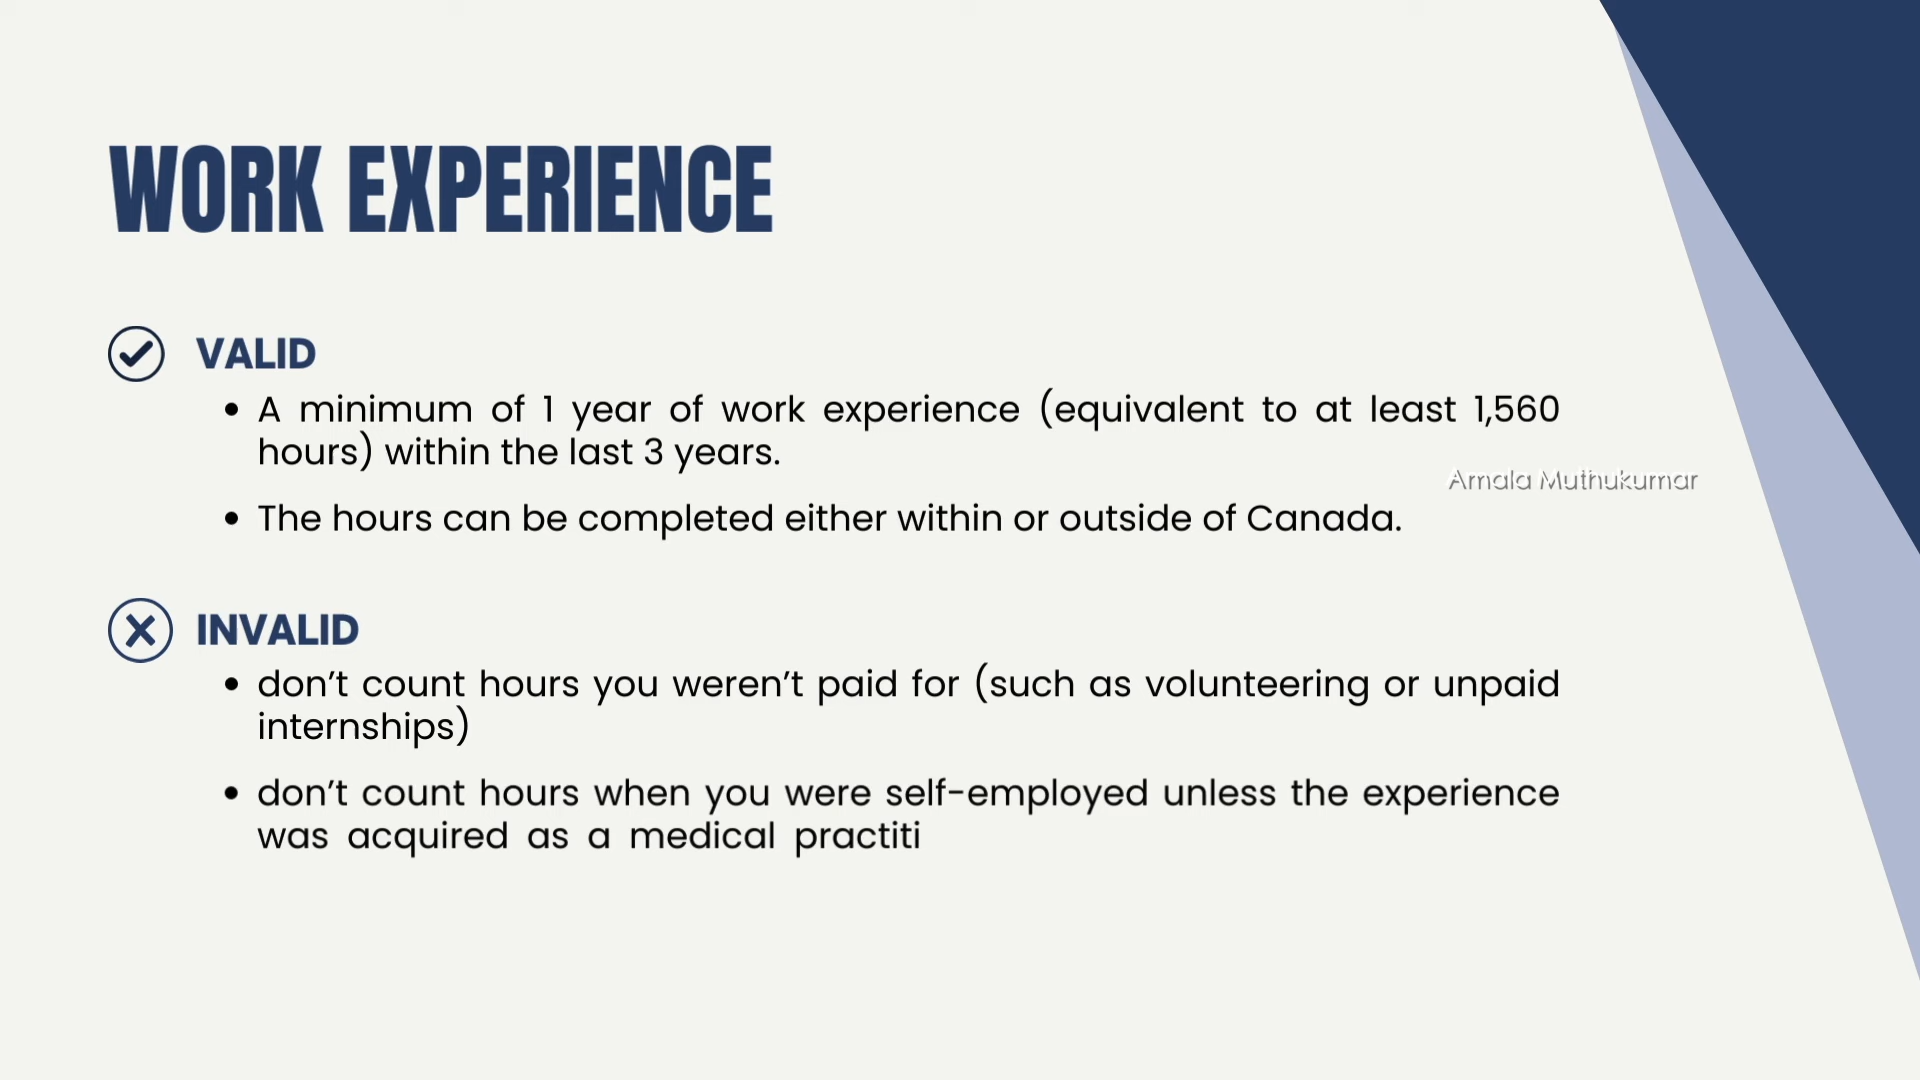 WORK EXPERIENCE
VALID
• A minimum of 1 year of work experience (equivalent to at least 1,560
hours) within the last 3 years.
Amala Muthukumar
• The hours can be completed either within or outside of Canada.
INVALID
• don’t count hours you weren’t paid for (such as volunteering or unpaid
internships)
• don’t count hours when you were self-employed unless the experience
was acquired as a medical practiti